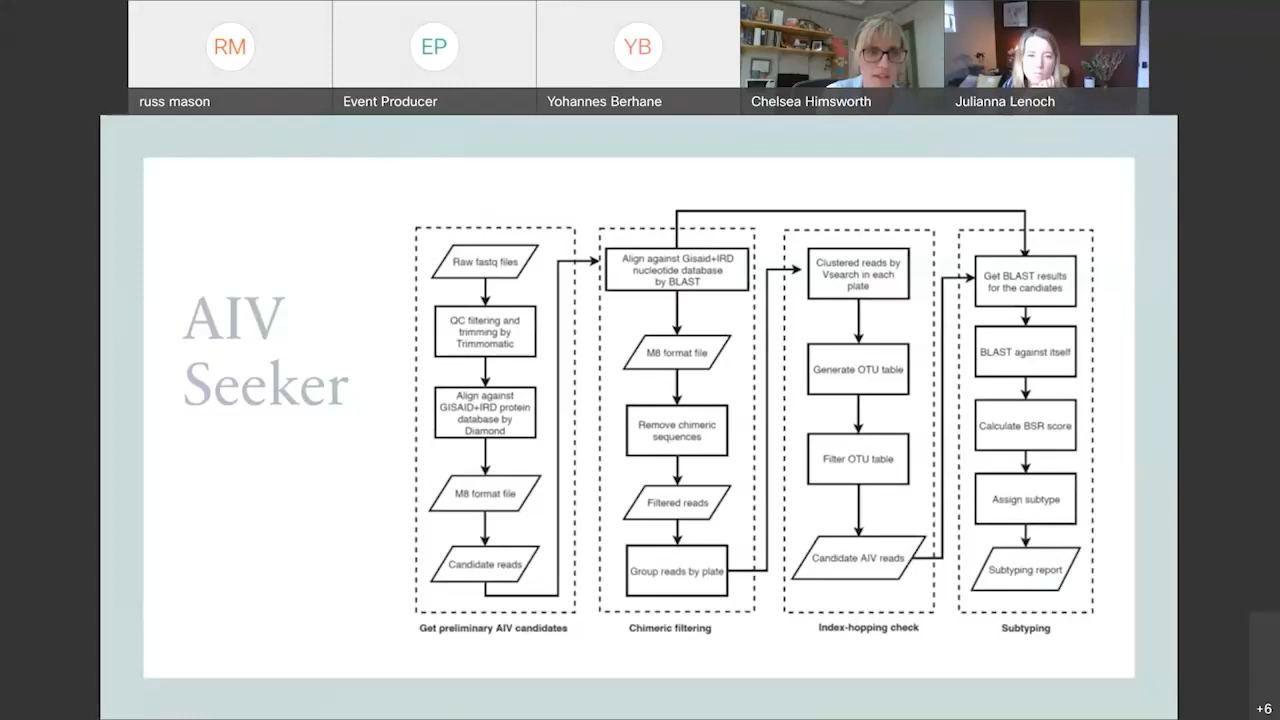 RM
EP
YB
russ mason
Event Producer
Yohannes Berhane
Chelsea Himsworth
Julianna Lenoch
AIV
Seeker
Raw fastq files
QC filtering and
trimming by
Trimmomatic
Align against
GISAID+IRD protein
database by
Diamond
M8 format file
Candidate reads
Get preliminary AIV candidates
Align against Gisaid+IRD
nucleotide database
by BLAST
M8 format file
Remove chimeric
sequences
Filtered reads
Group reads by plate
Chimeric filtering
Clustered reads by
Vsearch in each
plate
Generate OTU table
Filter OTU table
Candidate AIV reads
Index-hopping check
Get BLAST results
for the candiates
BLAST against itself
Calculate BSR score
Assign subtype
Subtyping report
Subtyping
+6